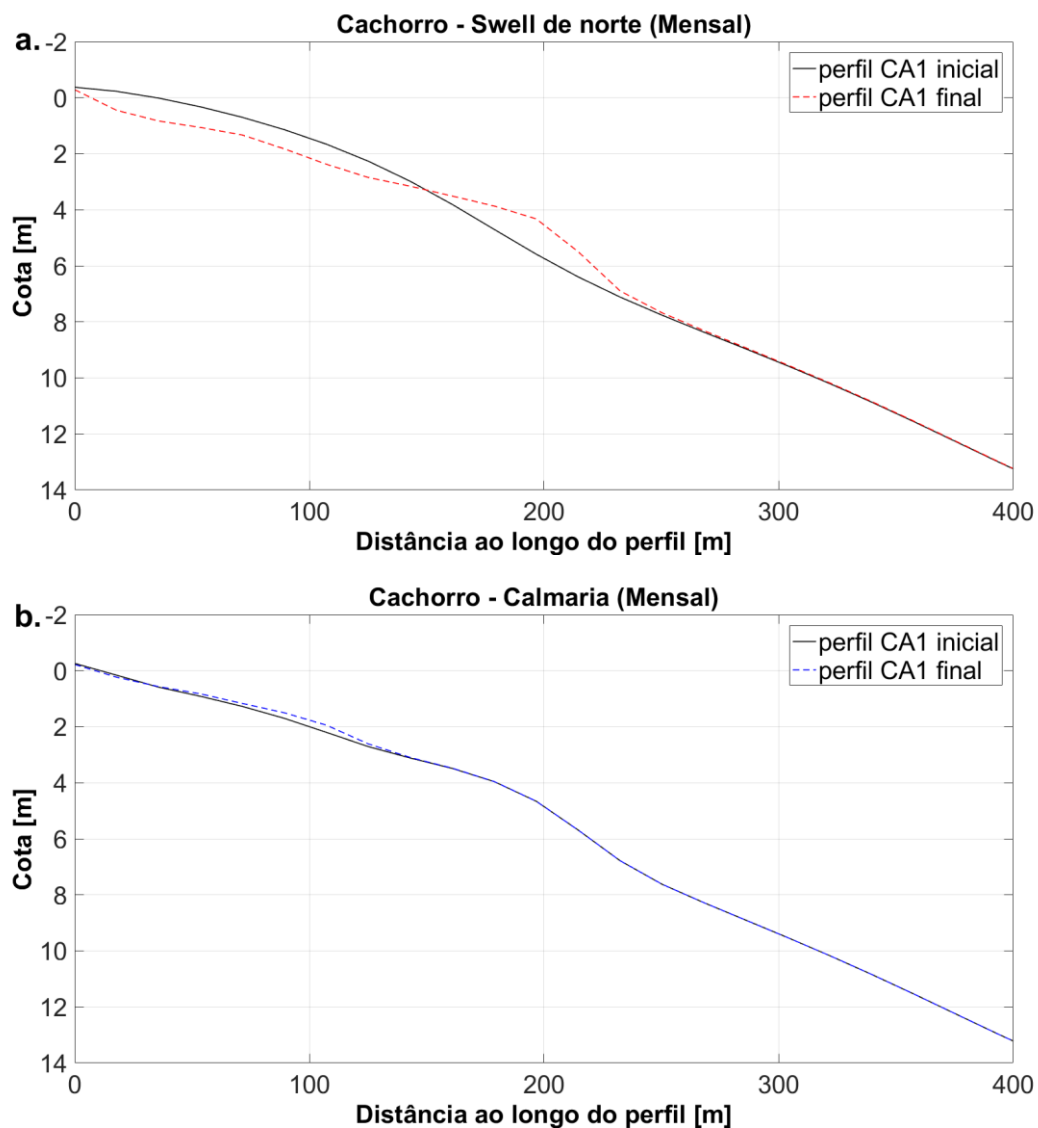 a.
Cachorro - Swell de norte (Mensal)
-2
0
2
4
6
8
10
12
14
Cota [m]
perfil CA1 inicial
perfil CA1 final
0 100 200 300 400
Distância ao longo do perfil [m]
b.
Cachorro - Calmaria (Mensal)
-2
0
2
4
6
8
10
12
14
Cota [m]
perfil CA1 inicial
perfil CA1 final
0 100 200 300 400
Distância ao longo do perfil [m]